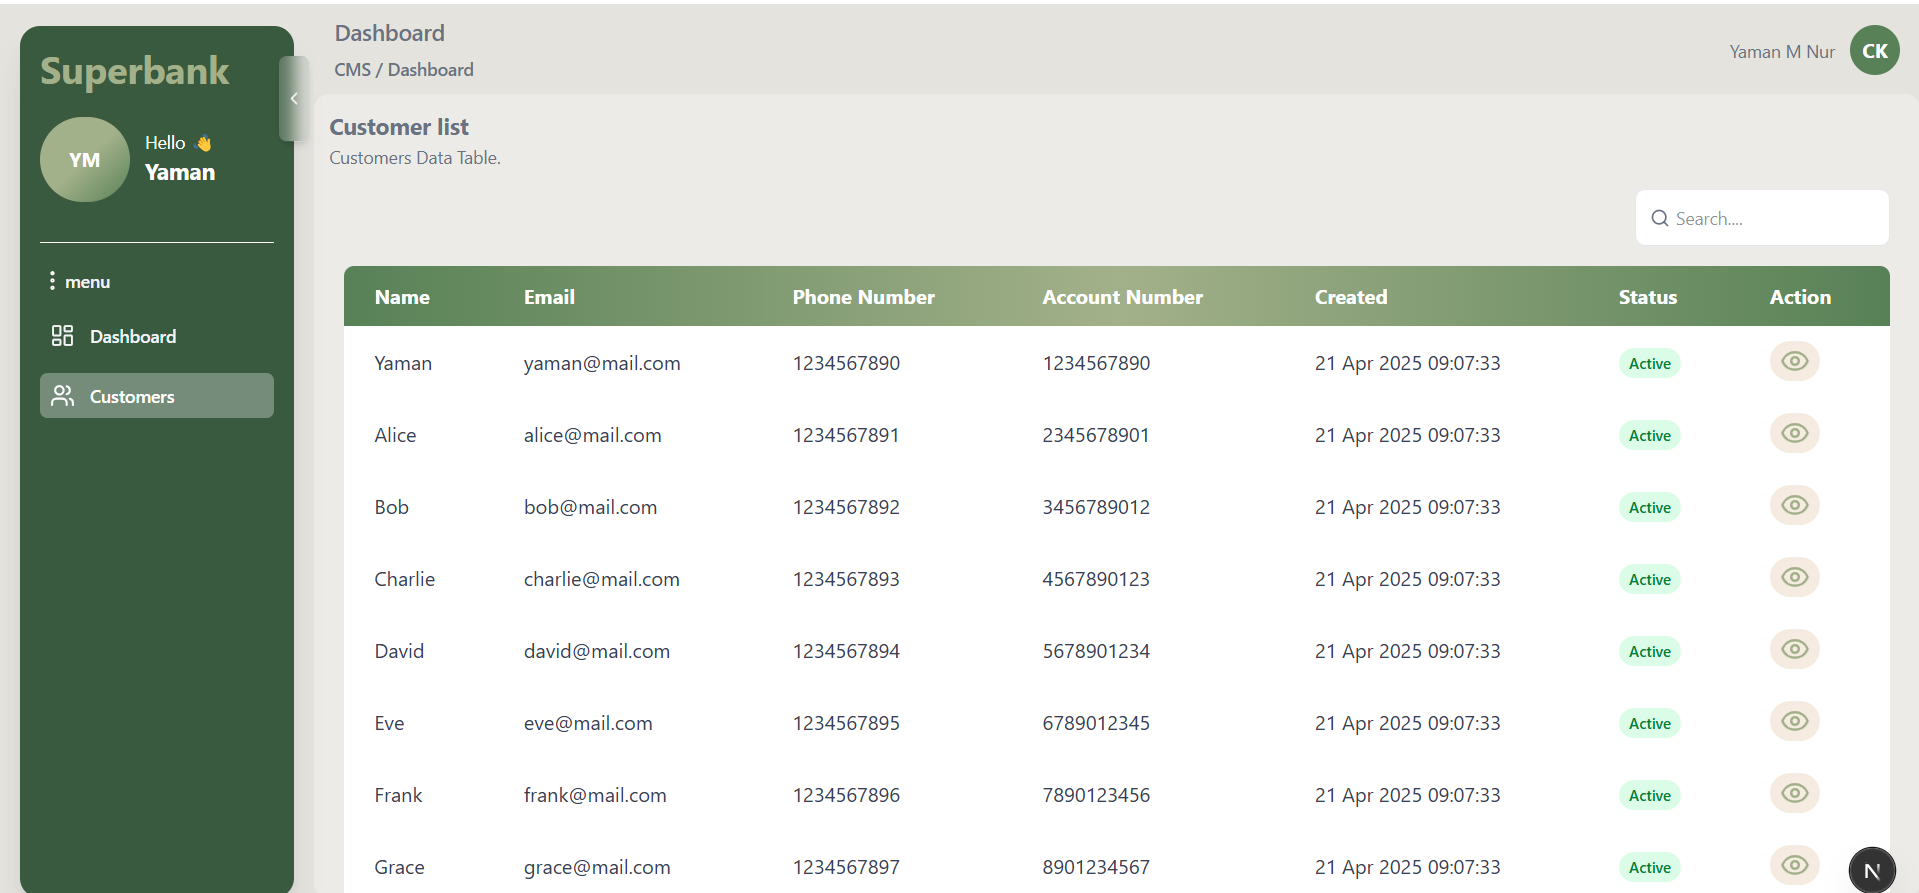 Superbank
YM
Hello 👋
Yaman
menu
Dashboard
Customers
Dashboard
CMS / Dashboard
Yaman M Nur
CK
Customer list
Customers Data Table.
Search....
Name Email Phone Number Account Number Created Status Action
Yaman yaman@mail.com 1234567890 1234567890 21 Apr 2025 09:07:33 Active
Alice alice@mail.com 1234567891 2345678901 21 Apr 2025 09:07:33 Active
Bob bob@mail.com 1234567892 3456789012 21 Apr 2025 09:07:33 Active
Charlie charlie@mail.com 1234567893 4567890123 21 Apr 2025 09:07:33 Active
David david@mail.com 1234567894 5678901234 21 Apr 2025 09:07:33 Active
Eve eve@mail.com 1234567895 6789012345 21 Apr 2025 09:07:33 Active
Frank frank@mail.com 1234567896 7890123456 21 Apr 2025 09:07:33 Active
Grace grace@mail.com 1234567897 8901234567 21 Apr 2025 09:07:33 Active
N